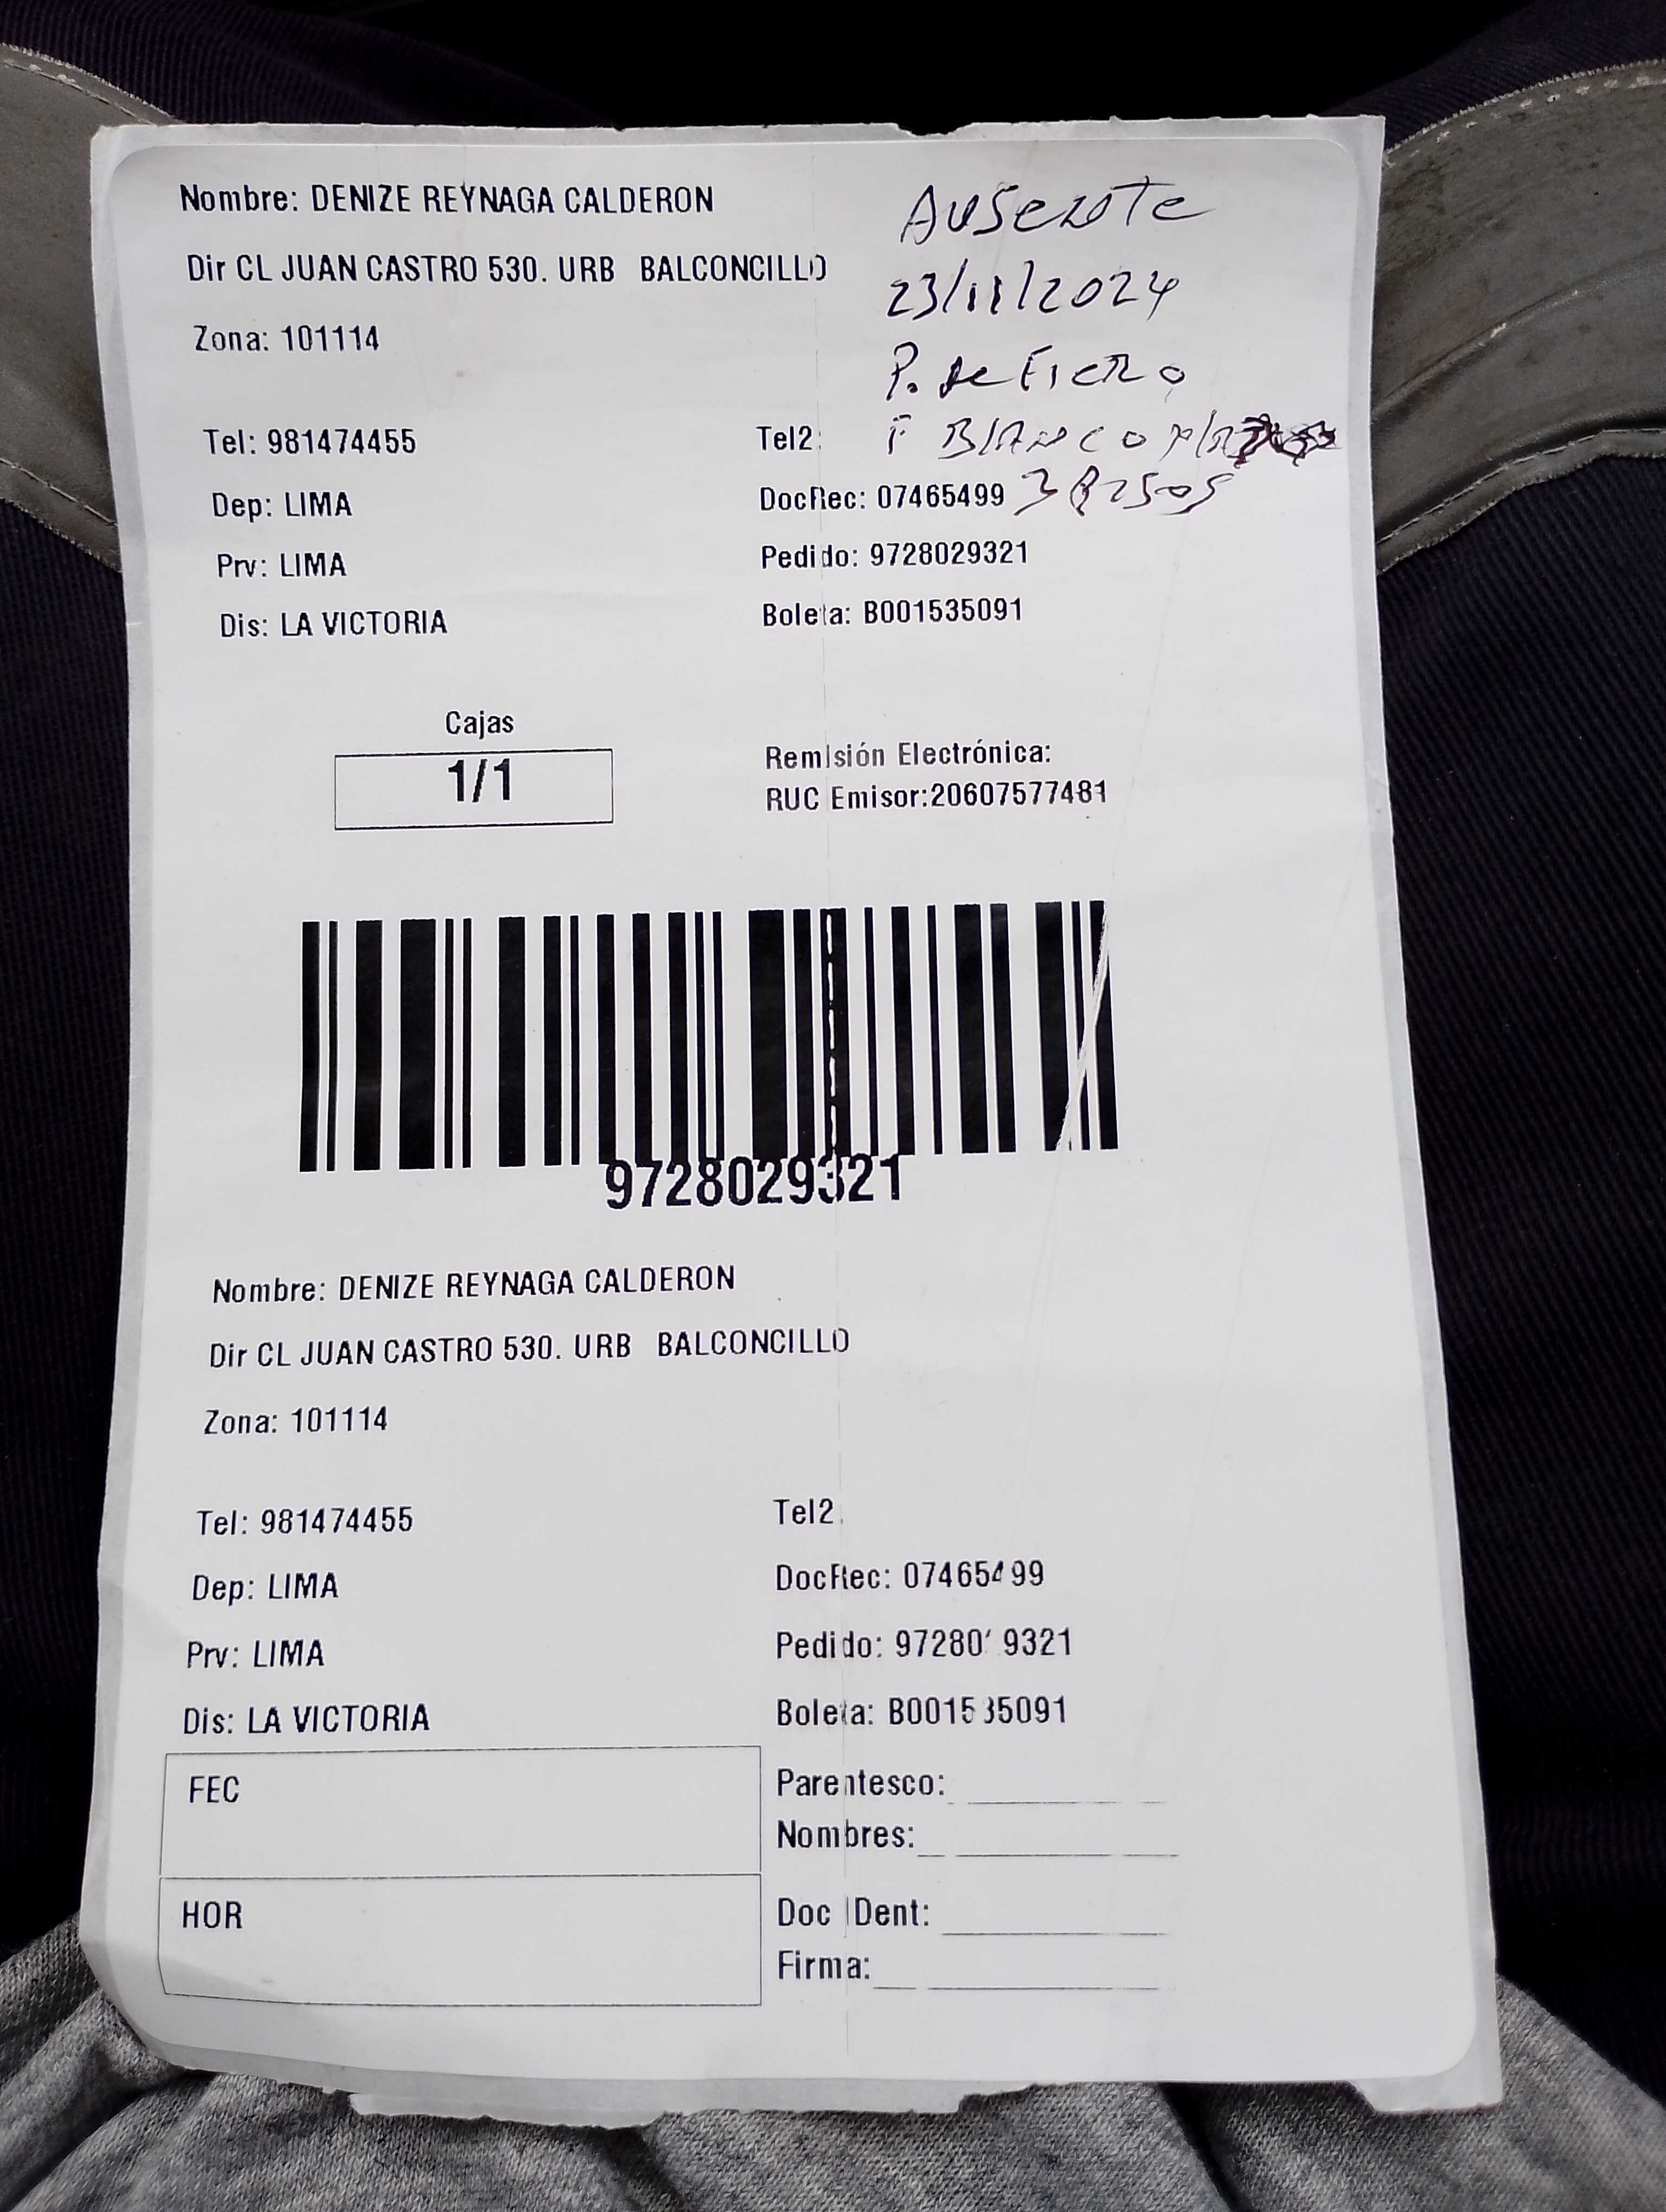 Nombre: DENIZE REYNAGA CALDERON
Ausente
Dir CL JUAN CASTRO 530. URB BALCONCILLO
23/11/2024
Zona: 101114
P. de Fierro
Tel: 981474455
Tel2:
F BLANCO
Dep: LIMA
DocRec: 07465499
3 Pisos
Prv: LIMA
Pedido: 9728029321
Dis: LA VICTORIA
Boleta: B001535091
Cajas
1/1
Remisión Electrónica:
RUC Emisor:20607577481
9728029321
Nombre: DENIZE REYNAGA CALDERON
Dir CL JUAN CASTRO 530. URB BALCONCILLO
Zona: 101114
Tel: 981474455
Tel2
Dep: LIMA
DocRec: 07465499
Prv: LIMA
Pedido: 9728029321
Dis: LA VICTORIA
Boleta: B001535091
FEC
Parentesco:
Nombres:
HOR
Doc IDent:
Firma: